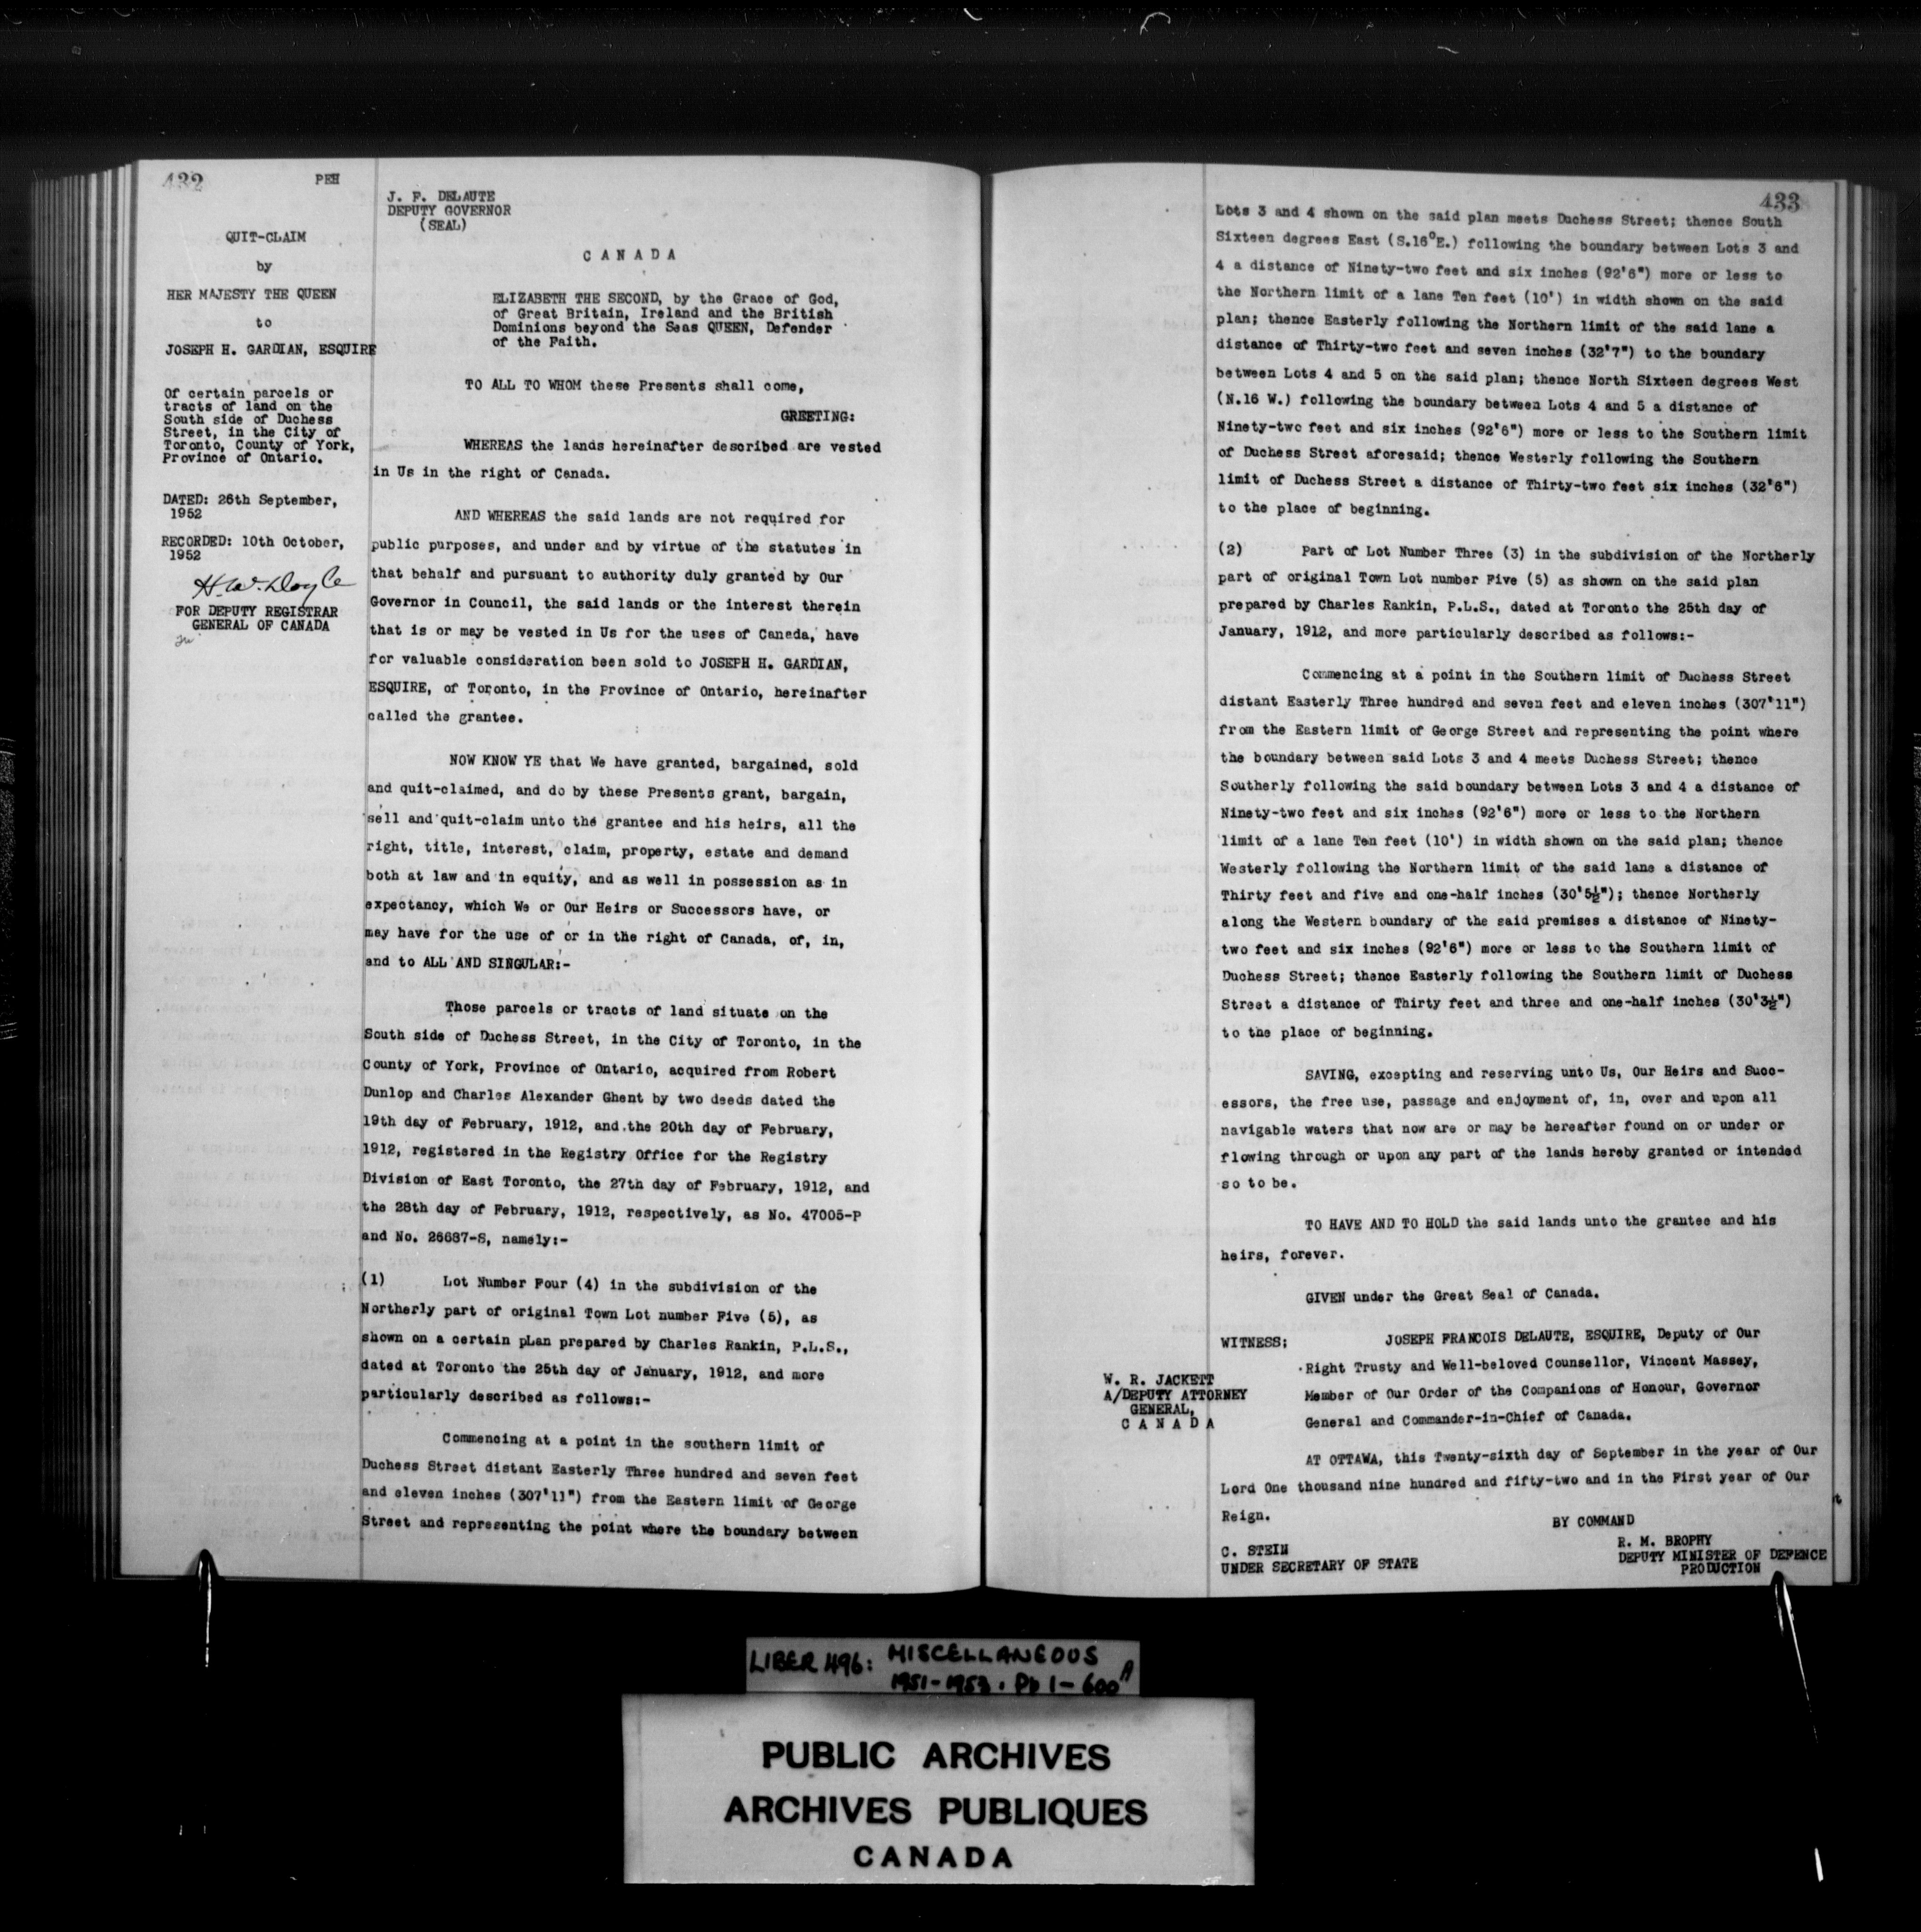 432
PEH
QUIT-CLAIM
by
HER MAJESTY THE QUEEN
to
JOSEPH H. GARDIAN, ESQUIRE
Of certain parcels or
tracts of land on the
South side of Duchess
Street, in the City of
Toronto, County of York,
Province of Ontario.
DATED: 26th September,
1952
RECORDED: 10th October,
1952
H. W. Doyle
FOR DEPUTY REGISTRAR
GENERAL OF CANADA
J. F. DELAUTE
DEPUTY GOVERNOR
(SEAL)
C A N A D A
ELIZABETH THE SECOND, by the Grace of God,
of Great Britain, Ireland and the British
Dominions beyond the Seas QUEEN, Defender
of the Faith.
TO ALL TO WHOM these Presents shall come,
GREETING:
WHEREAS the lands hereinafter described are vested
in Us in the right of Canada.
AND WHEREAS the said lands are not required for
public purposes, and under and by virtue of the statutes in
that behalf and pursuant to authority duly granted by Our
Governor in Council, the said lands or the interest therein
that is or may be vested in Us for the uses of Canada, have
for valuable consideration been sold to JOSEPH H. GARDIAN,
ESQUIRE, of Toronto, in the Province of Ontario, hereinafter
called the grantee.
NOW KNOW YE that We have granted, bargained, sold
and quit-claimed, and do by these Presents grant, bargain,
sell and quit-claim unto the grantee and his heirs, all the
right, title, interest, claim, property, estate and demand
both at law and in equity, and as well in possession as in
expectancy, which We or Our Heirs or Successors have, or
may have for the use of or in the right of Canada, of, in,
and to ALL AND SINGULAR:-
Those parcels or tracts of land situate on the
South side of Duchess Street, in the City of Toronto, in the
County of York, Province of Ontario, acquired from Robert
Dunlop and Charles Alexander Ghent by two deeds dated the
19th day of February, 1912, and the 20th day of February,
1912, registered in the Registry Office for the Registry
Division of East Toronto, the 27th day of February, 1912, and
the 28th day of February, 1912, respectively, as No. 47005-P
and No. 26687-S, namely:-
(1) Lot Number Four (4) in the subdivision of the
Northerly part of original Town Lot number Five (5), as
shown on a certain pLan prepared by Charles Rankin, P.L.S.,
dated at Toronto the 25th day of January, 1912, and more
particularly described as follows:-
Commencing at a point in the southern limit of
Duchess Street distant Easterly Three hundred and seven feet
and eleven inches (307'11") from the Eastern limit of George
Street and representing the point where the boundary between
433
Lots 3 and 4 shown on the said plan meets Duchess Street; thence South
Sixteen degrees East (S.16°E.) following the boundary between Lots 3 and
4 a distance of Ninety-two feet and six inches (92'6") more or less to
the Northern limit of a lane Ten feet (10') in width shown on the said
plan; thence Easterly following the Northern limit of the said lane a
distance of Thirty-two feet and seven inches (32'7") to the boundary
between Lots 4 and 5 on the said plan; thence North Sixteen degrees West
(N.16 W.) following the boundary between Lots 4 and 5 a distance of
Ninety-two feet and six inches (92'6") more or less to the Southern limit
of Duchess Street aforesaid; thence Westerly following the Southern
limit of Duchess Street a distance of Thirty-two feet six inches (32'6")
to the place of beginning.
(2) Part of Lot Number Three (3) in the subdivision of the Northerly
part of original Town Lot number Five (5) as shown on the said plan
prepared by Charles Rankin, P.L.S., dated at Toronto the 25th day of
January, 1912, and more particularly described as follows:-
Commencing at a point in the Southern limit of Duchess Street
distant Easterly Three hundred and seven feet and eleven inches (307'11")
from the Eastern limit of George Street and representing the point where
the boundary between said Lots 3 and 4 meets Duchess Street; thence
Southerly following the said boundary between Lots 3 and 4 a distance of
Ninety-two feet and six inches (92'6") more or less to the Northern
limit of a lane Ten feet (10') in width shown on the said plan; thence
Westerly following the Northern limit of the said lane a distance of
Thirty feet and five and one-half inches (30'5½"); thence Northerly
along the Western boundary of the said premises a distance of Ninety-
two feet and six inches (92'6") more or less to the Southern limit of
Duchess Street; thence Easterly following the Southern limit of Duchess
Street a distance of Thirty feet and three and one-half inches (30'3½")
to the place of beginning.
SAVING, excepting and reserving unto Us, Our Heirs and Succ-
essors, the free use, passage and enjoyment of, in, over and upon all
navigable waters that now are or may be hereafter found on or under or
flowing through or upon any part of the lands hereby granted or intended
so to be.
TO HAVE AND TO HOLD the said lands unto the grantee and his
heirs, forever.
GIVEN under the Great Seal of Canada.
WITNESS: JOSEPH FRANCOIS DELAUTE, ESQUIRE, Deputy of Our
Right Trusty and Well-beloved Counsellor, Vincent Massey,
Member of Our Order of the Companions of Honour, Governor
General and Commander-in-Chief of Canada.
W. R. JACKETT
A/DEPUTY ATTORNEY
GENERAL,
C A N A D A
AT OTTAWA, this Twenty-sixth day of September in the year of Our
Lord One thousand nine hundred and fifty-two and in the First year of Our
Reign.
BY COMMAND
C. STEIN
UNDER SECRETARY OF STATE
R. M. BROPHY
DEPUTY MINISTER OF DEFENCE
PRODUCTION
LIBER 496: MISCELLANEOUS
1951-1953. Pp 1-600 A
PUBLIC ARCHIVES
ARCHIVES PUBLIQUES
CANADA